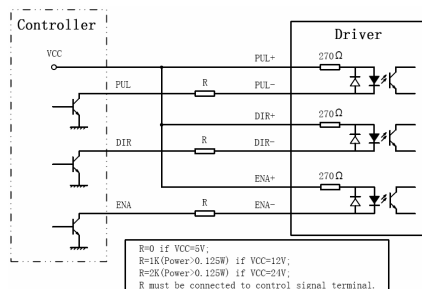 Controller
Driver
VCC
PUL+
270Ω
PUL
R
PUL-
DIR+
270Ω
DIR
R
DIR-
ENA+
270Ω
ENA
R
ENA-
R=0 if VCC=5V;
R=1K(Power>0.125W) if VCC=12V;
R=2K(Power>0.125W) if VCC=24V;
R must be connected to control signal terminal.